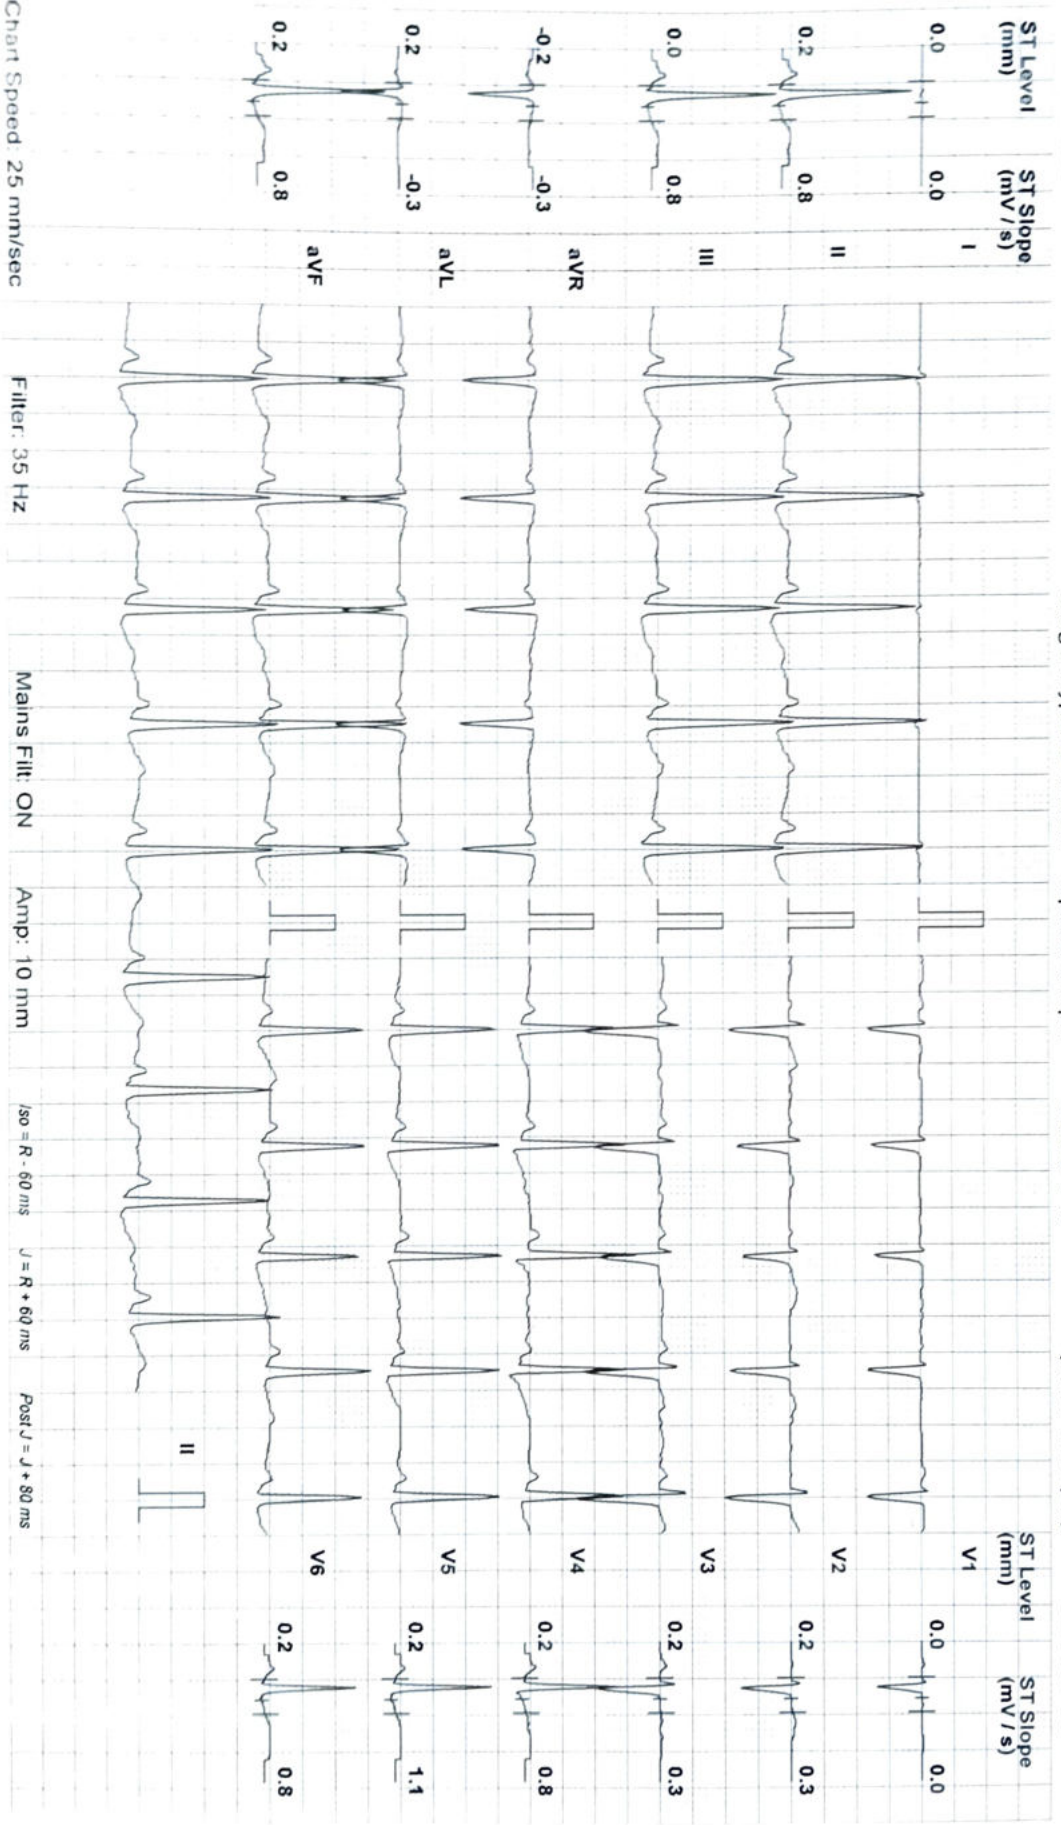 ST Level
(mm)
ST Slope
(mV / s)
I
0.0
0.0
II
0.2
0.8
III
0.0
0.8
aVR
-0.2
-0.3
aVL
0.2
-0.3
aVF
0.2
0.8
ST Level
(mm)
ST Slope
(mV / s)
V1
0.0
0.0
V2
0.2
0.3
V3
0.2
0.3
V4
0.2
0.8
V5
0.2
1.1
V6
0.2
0.8
II
Chart Speed: 25 mm/sec Filter: 35 Hz Mains Filt: ON Amp: 10 mm Iso = R - 60 ms J = R + 60 ms Post J = J + 80 ms